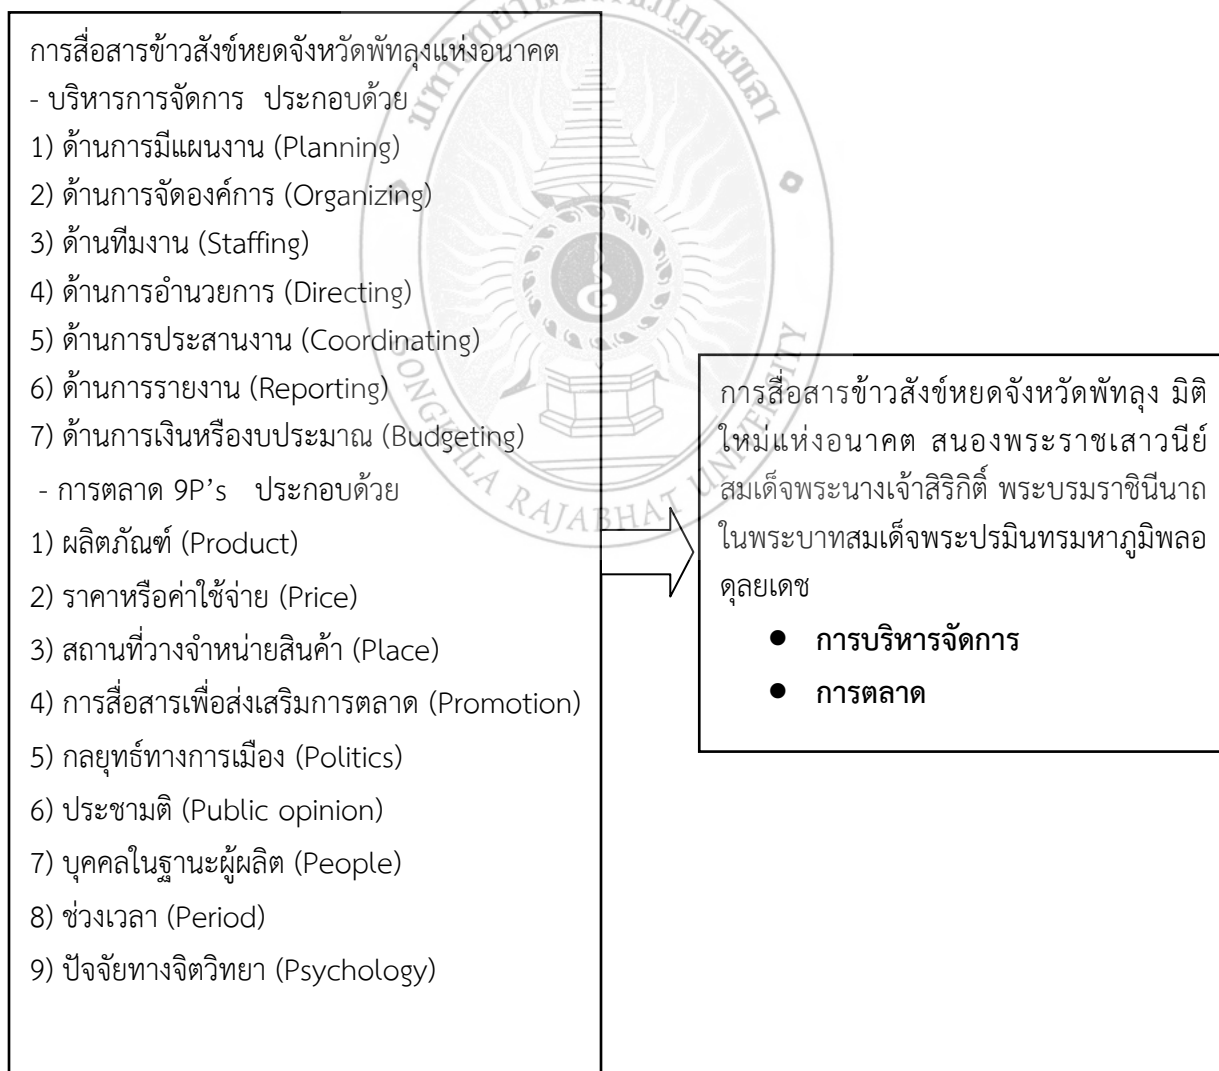 การสื่อสารข้าวสังข์หยดจังหวัดพัทลุงแห่งอนาคต
- บริหารการจัดการ ประกอบด้วย
1) ด้านการมีแผนงาน (Planning)
2) ด้านการจัดองค์การ (Organizing)
3) ด้านทีมงาน (Staffing)
4) ด้านการอำนวยการ (Directing)
5) ด้านการประสานงาน (Coordinating)
6) ด้านการรายงาน (Reporting)
7) ด้านการเงินหรืองบประมาณ (Budgeting)
- การตลาด 9P's ประกอบด้วย
1) ผลิตภัณฑ์ (Product)
2) ราคาหรือค่าใช้จ่าย (Price)
3) สถานที่วางจำหน่ายสินค้า (Place)
4) การสื่อสารเพื่อส่งเสริมการตลาด (Promotion)
5) กลยุทธ์ทางการเมือง (Politics)
6) ประชามติ (Public opinion)
7) บุคคลในฐานะผู้ผลิต (People)
8) ช่วงเวลา (Period)
9) ปัจจัยทางจิตวิทยา (Psychology)
การสื่อสารข้าวสังข์หยดจังหวัดพัทลุง มิติ
ใหม่แห่งอนาคต สนองพระราชเสาวนีย์
สมเด็จพระนางเจ้าสิริกิติ์ พระบรมราชินีนาถ
ในพระบาทสมเด็จพระปรมินทรมหาภูมิพลอ
ดุลยเดช
● การบริหารจัดการ
● การตลาด
SONGKHLA RAJABHAT UNIVERSITY